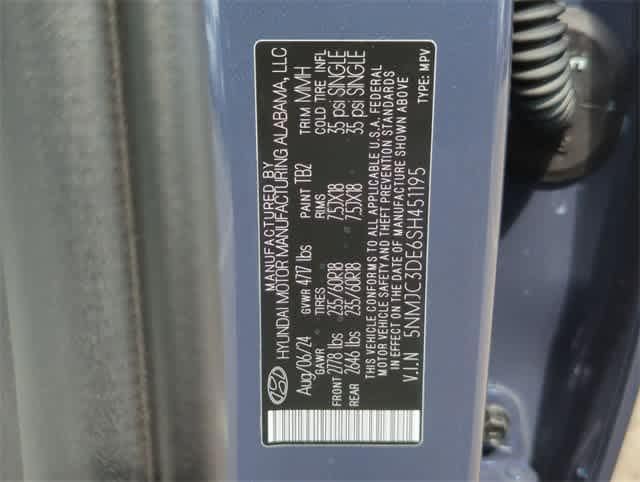 MANUFACTURED BY
HYUNDAI MOTOR MANUFACTURING ALABAMA, LLC
Aug/06/24 GVWR 4717 lbs PAINT TB2 TRIM MMH
GAWR TIRES RIMS COLD TIRE INFL
FRONT 2778 lbs 235/60R18 7.5JX18 35 psi SINGLE
REAR 2646 lbs 235/60R18 7.5JX18 35 psi SINGLE
THIS VEHICLE CONFORMS TO ALL APPLICABLE U.S.A. FEDERAL
MOTOR VEHICLE SAFETY AND THEFT PREVENTION STANDARDS
IN EFFECT ON THE DATE OF MANUFACTURE SHOWN ABOVE
V.I.N 5NMJC3DE6SH451195 TYPE: MPV